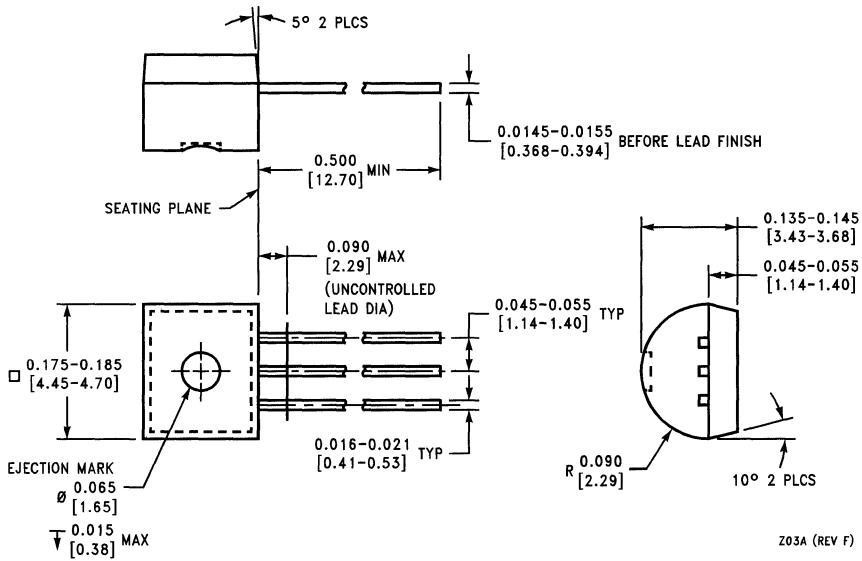 5° 2 PLCS
0.0145-0.0155
[0.368-0.394] BEFORE LEAD FINISH
0.500
[12.70] MIN
SEATING PLANE
0.135-0.145
[3.43-3.68]
0.090
[2.29] MAX
(UNCONTROLLED
LEAD DIA)
0.045-0.055
[1.14-1.40]
0.045-0.055
[1.14-1.40] TYP
0.175-0.185
[4.45-4.70]
0.016-0.021
[0.41-0.53] TYP
EJECTION MARK
Ø 0.065
[1.65]
0.015
[0.38] MAX
R 0.090
[2.29]
10° 2 PLCS
Z03A (REV F)